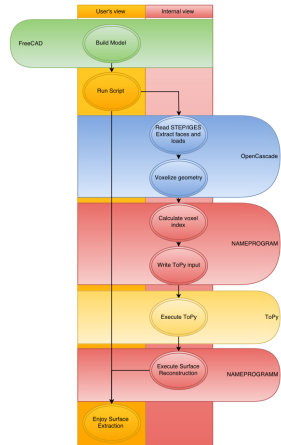 User's view
Internal view
FreeCAD
Build Model
Run Script
Read STEP/IGES
Extract faces and
loads
OpenCascade
Voxelize geometry
Calculate voxel
index
NAMEPROGRAM
Write ToPy input
Execute ToPy
ToPy
Execute Surface
Reconstruction
NAMEPROGRAMM
Enjoy Surface
Extraction